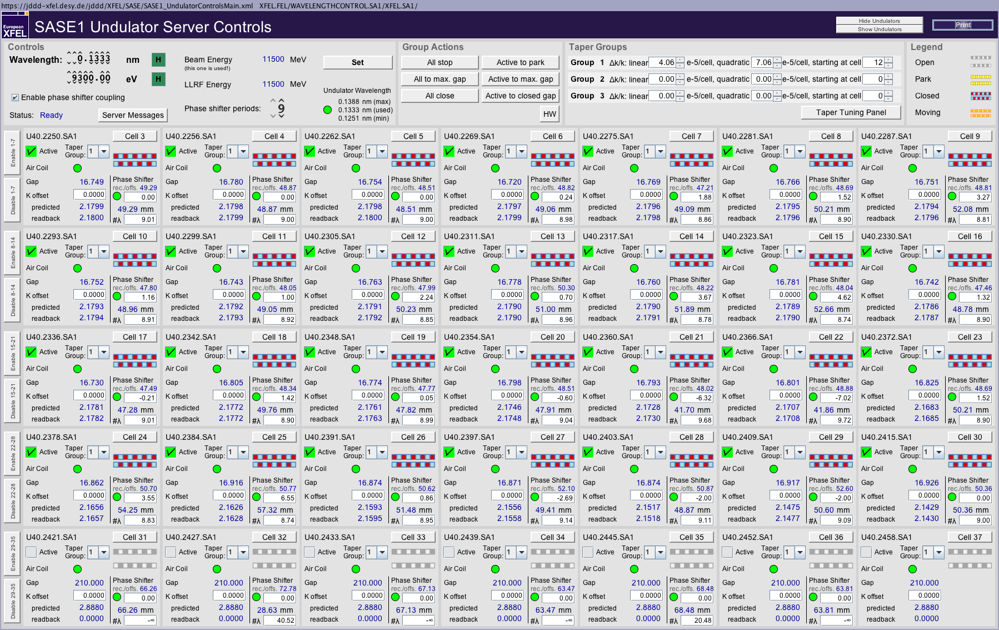 https://jddd-xfel.desy.de/jddd/XFEL/SASE/SASE1_UndulatorControlsMain.xml XFEL.FEL/WAVELENGTHCONTROL.SA1/XFEL.SA1/
European XFEL SASE1 Undulator Server Controls Hide Undulators Show Undulators Print
Controls
Wavelength: 0.1333 nm H
9300.00 eV H
Enable phase shifter coupling
Status: Ready Server Messages
Beam Energy 11500 MeV
(this one is used!)
LLRF Energy 11500 MeV
Phase shifter periods: 9
Set
Undulator Wavelength
0.1388 nm (max)
0.1333 nm (used)
0.1251 nm (min)
Group Actions
All stop Active to park
All to max. gap Active to max. gap
All close Active to closed gap
HW
Taper Groups
Group 1 Δk/k: linear 4.06 e-5/cell, quadratic 7.06 e-5/cell, starting at cell 12
Group 2 Δk/k: linear 0.00 e-5/cell, quadratic 0.00 e-5/cell, starting at cell 0
Group 3 Δk/k: linear 0.00 e-5/cell, quadratic 0.00 e-5/cell, starting at cell 0
Taper Tuning Panel
Legend
Open
Park
Closed
Moving
Enable 1-7
Disable 1-7
U40.2250.SA1 Cell 3 U40.2256.SA1 Cell 4 U40.2262.SA1 Cell 5 U40.2269.SA1 Cell 6 U40.2275.SA1 Cell 7 U40.2281.SA1 Cell 8 U40.2287.SA1 Cell 9
Active Taper Group: 1 Active Taper Group: 1 Active Taper Group: 1 Active Taper Group: 1 Active Taper Group: 1 Active Taper Group: 1 Active Taper Group: 1
Air Coil Air Coil Air Coil Air Coil Air Coil Air Coil Air Coil
Gap 16.749 Phase Shifter Gap 16.780 Phase Shifter Gap 16.754 Phase Shifter Gap 16.720 Phase Shifter Gap 16.769 Phase Shifter Gap 16.766 Phase Shifter Gap 16.751 Phase Shifter
rec./offs. 49.29 rec./offs. 48.87 rec./offs. 48.51 rec./offs. 48.82 rec./offs. 47.21 rec./offs. 48.69 rec./offs. 48.81
K offset 0.0000 0.00 K offset 0.0000 0.00 K offset 0.0000 0.00 K offset 0.0000 0.24 K offset 0.0000 1.88 K offset 0.0000 1.52 K offset 0.0000 3.27
predicted 2.1799 49.29 mm predicted 2.1798 48.87 mm predicted 2.1798 48.51 mm predicted 2.1797 49.06 mm predicted 2.1796 49.09 mm predicted 2.1795 50.21 mm predicted 2.1794 52.08 mm
readback 2.1800 #λ 9.01 readback 2.1799 #λ 9.00 readback 2.1800 #λ 9.00 readback 2.1799 #λ 8.98 readback 2.1798 #λ 8.86 readback 2.1796 #λ 8.90 readback 2.1796 #λ 8.81
Enable 8-14
Disable 8-14
U40.2293.SA1 Cell 10 U40.2299.SA1 Cell 11 U40.2305.SA1 Cell 12 U40.2311.SA1 Cell 13 U40.2317.SA1 Cell 14 U40.2323.SA1 Cell 15 U40.2330.SA1 Cell 16
Active Taper Group: 1 Active Taper Group: 1 Active Taper Group: 1 Active Taper Group: 1 Active Taper Group: 1 Active Taper Group: 1 Active Taper Group: 1
Air Coil Air Coil Air Coil Air Coil Air Coil Air Coil Air Coil
Gap 16.752 Phase Shifter Gap 16.743 Phase Shifter Gap 16.763 Phase Shifter Gap 16.778 Phase Shifter Gap 16.760 Phase Shifter Gap 16.781 Phase Shifter Gap 16.742 Phase Shifter
rec./offs. 47.80 rec./offs. 48.05 rec./offs. 47.99 rec./offs. 50.30 rec./offs. 48.22 rec./offs. 48.04 rec./offs. 47.46
K offset 0.0000 1.16 K offset 0.0000 1.00 K offset 0.0000 2.24 K offset 0.0000 0.70 K offset 0.0000 3.67 K offset 0.0000 4.62 K offset 0.0000 1.32
predicted 2.1793 48.96 mm predicted 2.1792 49.05 mm predicted 2.1791 50.23 mm predicted 2.1790 51.00 mm predicted 2.1790 51.89 mm predicted 2.1789 52.66 mm predicted 2.1786 48.78 mm
readback 2.1794 #λ 8.91 readback 2.1793 #λ 8.92 readback 2.1792 #λ 8.85 readback 2.1790 #λ 8.96 readback 2.1791 #λ 8.78 readback 2.1790 #λ 8.74 readback 2.1787 #λ 8.90
Enable 15-21
Disable 15-21
U40.2336.SA1 Cell 17 U40.2342.SA1 Cell 18 U40.2348.SA1 Cell 19 U40.2354.SA1 Cell 20 U40.2360.SA1 Cell 21 U40.2366.SA1 Cell 22 U40.2372.SA1 Cell 23
Active Taper Group: 1 Active Taper Group: 1 Active Taper Group: 1 Active Taper Group: 1 Active Taper Group: 1 Active Taper Group: 1 Active Taper Group: 1
Air Coil Air Coil Air Coil Air Coil Air Coil Air Coil Air Coil
Gap 16.730 Phase Shifter Gap 16.805 Phase Shifter Gap 16.774 Phase Shifter Gap 16.798 Phase Shifter Gap 16.793 Phase Shifter Gap 16.801 Phase Shifter Gap 16.825 Phase Shifter
rec./offs. 47.49 rec./offs. 48.34 rec./offs. 47.77 rec./offs. 48.51 rec./offs. 48.02 rec./offs. 48.88 rec./offs. 48.69
K offset 0.0000 -0.21 K offset 0.0000 1.42 K offset 0.0000 0.05 K offset 0.0000 -0.60 K offset 0.0000 -6.32 K offset 0.0000 -7.02 K offset 0.0000 1.52
predicted 2.1781 47.28 mm predicted 2.1772 49.76 mm predicted 2.1761 47.82 mm predicted 2.1746 47.91 mm predicted 2.1728 41.70 mm predicted 2.1707 41.86 mm predicted 2.1683 50.21 mm
readback 2.1782 #λ 9.01 readback 2.1772 #λ 8.90 readback 2.1763 #λ 8.99 readback 2.1748 #λ 9.04 readback 2.1730 #λ 9.68 readback 2.1708 #λ 9.72 readback 2.1685 #λ 8.90
Enable 22-28
Disable 22-28
U40.2378.SA1 Cell 24 U40.2384.SA1 Cell 25 U40.2391.SA1 Cell 26 U40.2397.SA1 Cell 27 U40.2403.SA1 Cell 28 U40.2409.SA1 Cell 29 U40.2415.SA1 Cell 30
Active Taper Group: 1 Active Taper Group: 1 Active Taper Group: 1 Active Taper Group: 1 Active Taper Group: 1 Active Taper Group: 1 Active Taper Group: 1
Air Coil Air Coil Air Coil Air Coil Air Coil Air Coil Air Coil
Gap 16.862 Phase Shifter Gap 16.916 Phase Shifter Gap 16.874 Phase Shifter Gap 16.871 Phase Shifter Gap 16.874 Phase Shifter Gap 16.917 Phase Shifter Gap 16.926 Phase Shifter
rec./offs. 50.70 rec./offs. 50.77 rec./offs. 50.62 rec./offs. 52.10 rec./offs. 50.87 rec./offs. 52.60 rec./offs. 50.36
K offset 0.0000 3.55 K offset 0.0000 6.55 K offset 0.0000 0.86 K offset 0.0000 -2.69 K offset 0.0000 -2.00 K offset 0.0000 -2.00 K offset 0.0000 0.00
predicted 2.1656 54.25 mm predicted 2.1626 57.32 mm predicted 2.1593 51.48 mm predicted 2.1556 49.41 mm predicted 2.1517 48.87 mm predicted 2.1475 50.60 mm predicted 2.1429 50.36 mm
readback 2.1657 #λ 8.83 readback 2.1628 #λ 8.74 readback 2.1595 #λ 8.95 readback 2.1558 #λ 9.14 readback 2.1518 #λ 9.11 readback 2.1477 #λ 9.09 readback 2.1430 #λ 9.00
Enable 29-35
Disable 29-35
U40.2421.SA1 Cell 31 U40.2427.SA1 Cell 32 U40.2433.SA1 Cell 33 U40.2439.SA1 Cell 34 U40.2445.SA1 Cell 35 U40.2452.SA1 Cell 36 U40.2458.SA1 Cell 37
Active Taper Group: 1 Active Taper Group: 1 Active Taper Group: 1 Active Taper Group: 1 Active Taper Group: 1 Active Taper Group: 1 Active Taper Group: 1
Air Coil Air Coil Air Coil Air Coil Air Coil Air Coil Air Coil
Gap 210.000 Phase Shifter Gap 210.000 Phase Shifter Gap 210.000 Phase Shifter Gap 210.000 Phase Shifter Gap 210.000 Phase Shifter Gap 210.000 Phase Shifter Gap 210.000
rec./offs. 66.26 rec./offs. 72.78 rec./offs. 67.13 rec./offs. 63.47 rec./offs. 68.48 rec./offs. 63.81
K offset 0.0000 0.00 K offset 0.0000 0.00 K offset 0.0000 0.00 K offset 0.0000 0.00 K offset 0.0000 0.00 K offset 0.0000 0.00 K offset 0.0000
predicted 2.8880 66.26 mm predicted 2.8880 28.63 mm predicted 2.8880 67.13 mm predicted 2.8880 63.47 mm predicted 2.8880 68.48 mm predicted 2.8880 63.81 mm predicted 2.8880
readback 0.0000 #λ -∞ readback 0.0000 #λ 40.52 readback 0.0000 #λ -∞ readback 0.0000 #λ -∞ readback 0.0000 #λ 20.48 readback 0.0000 #λ -∞ readback 0.0000